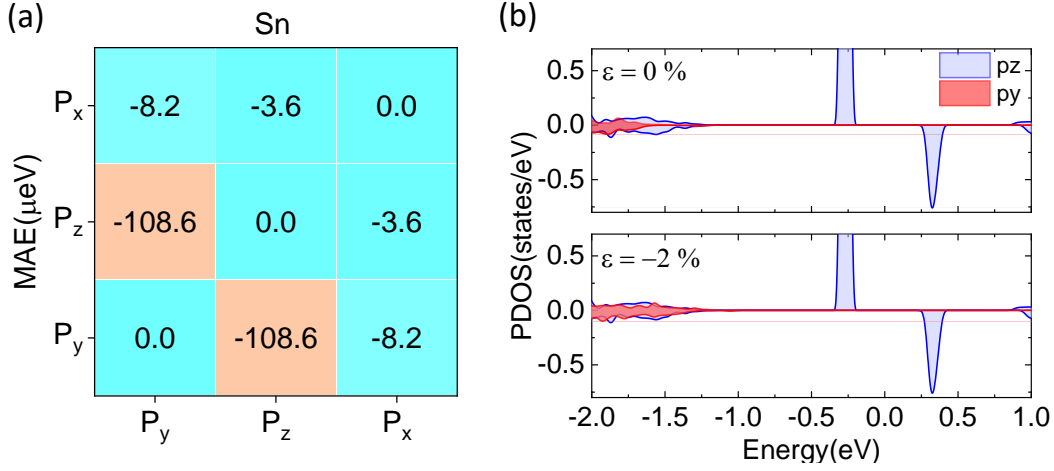 (a)
Sn
MAE(μeV)
Pₓ
-8.2
-3.6
0.0
P_z
-108.6
0.0
-3.6
P_y
0.0
-108.6
-8.2
P_y
P_z
Pₓ
(b)
ε = 0 %
pz
py
0.5
0.0
-0.5
ε = −2 %
0.5
0.0
-0.5
PDOS(states/eV)
-2.0
-1.5
-1.0
-0.5
0.0
0.5
1.0
Energy(eV)